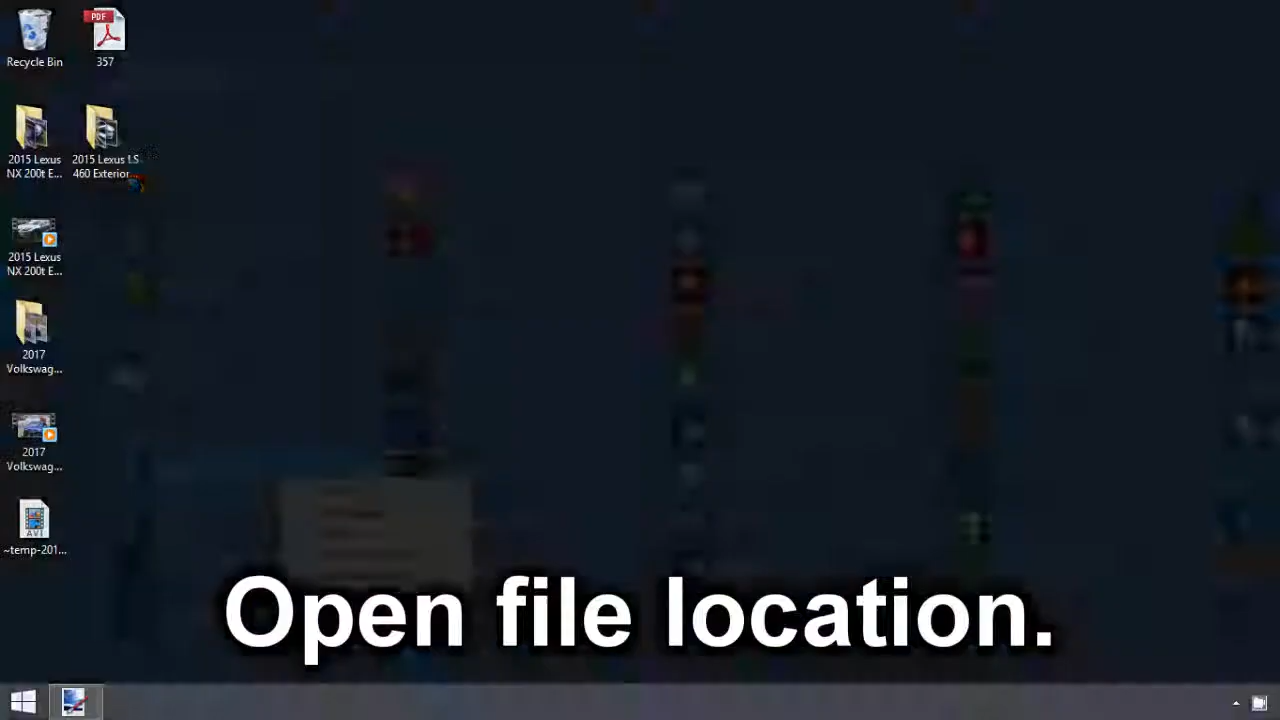 Recycle Bin
PDF
357
2015 Lexus
NX 200t E...
2015 Lexus LS
460 Exterior...
2015 Lexus
NX 200t E...
2017
Volkswag...
2017
Volkswag...
AVI
~temp-201...
Open file location.